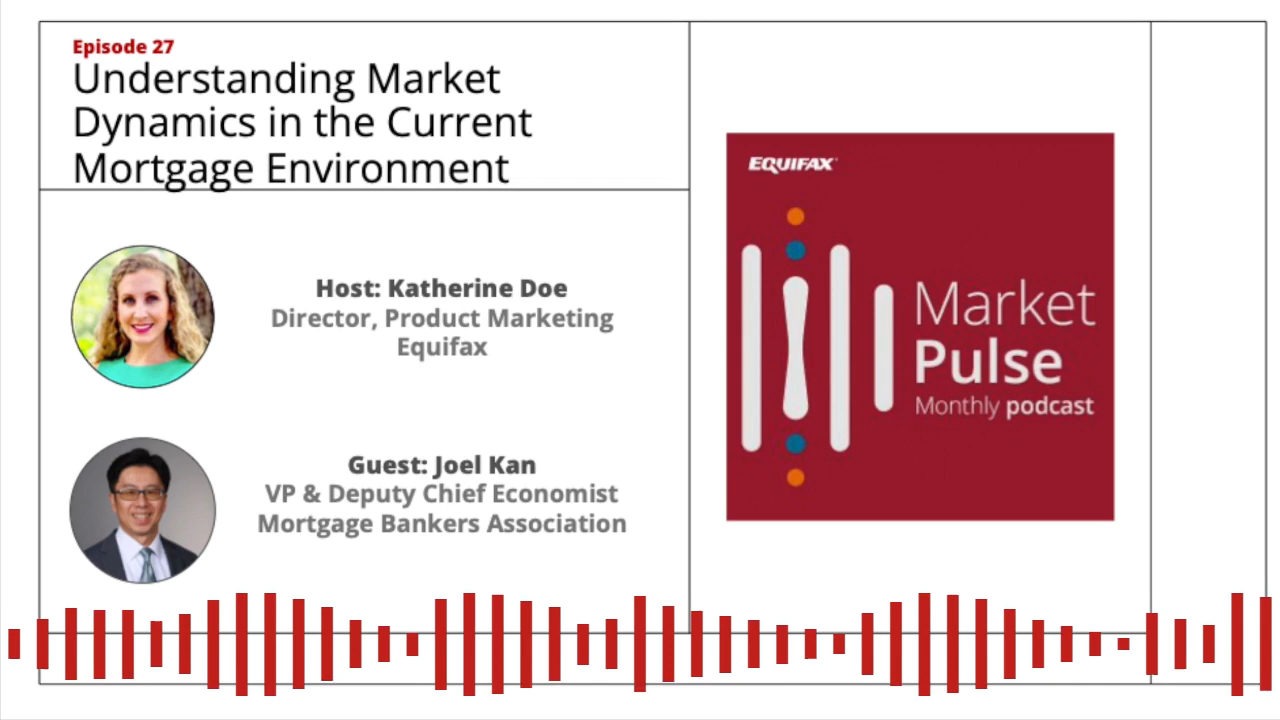 Episode 27
Understanding Market
Dynamics in the Current
Mortgage Environment
Host: Katherine Doe
Director, Product Marketing
Equifax
Guest: Joel Kan
VP & Deputy Chief Economist
Mortgage Bankers Association
EQUIFAX
Market
Pulse
Monthly podcast